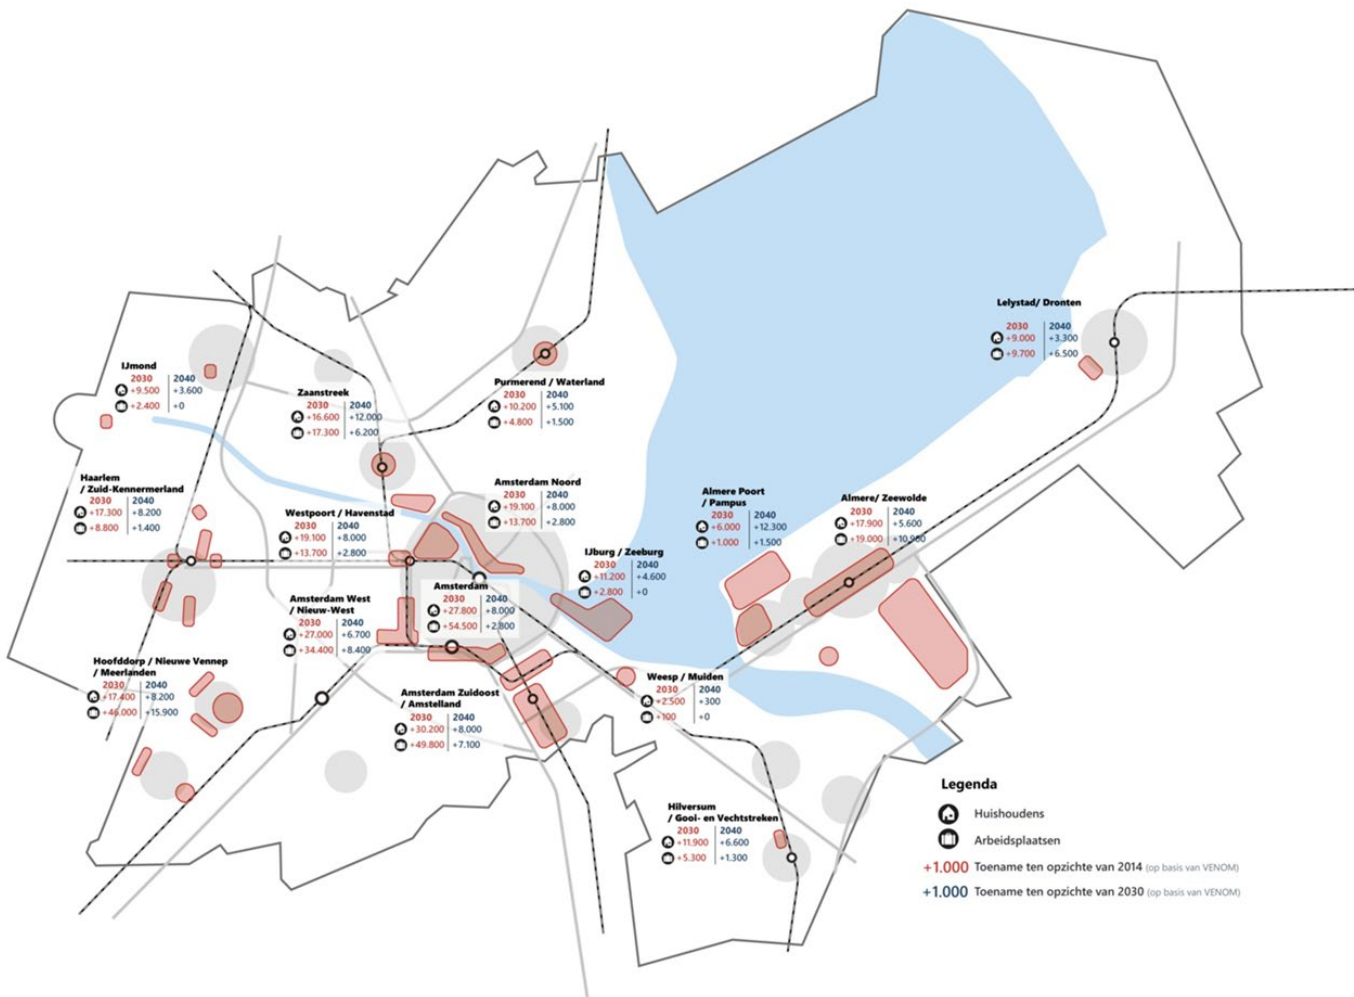 Lelystad/ Dronten
2030 2040
+9.000 +3.300
+9.700 +6.500
IJmond
2030 2040
+9.500 +3.600
+2.400 +0
Zaanstreek
2030 2040
+16.600 +12.000
+17.300 +6.200
Purmerend / Waterland
2030 2040
+10.200 +5.100
+4.800 +1.500
Haarlem
/ Zuid-Kennermerland
2030 2040
+17.300 +8.200
+8.800 +1.400
Westpoort / Havenstad
2030 2040
+19.100 +8.000
+13.700 +2.800
Amsterdam Noord
2030 2040
+19.100 +8.000
+13.700 +2.800
Almere Poort
/ Pampus
2030 2040
+6.000 +12.300
+1.000 +1.500
Almere/ Zeewolde
2030 2040
+17.900 +5.600
+19.000 +10.900
IJburg / Zeeburg
2030 2040
+11.200 +4.600
+2.800 +0
Amsterdam
2030 2040
+27.800 +8.000
+54.500 +2.800
Amsterdam West
/ Nieuw-West
2030 2040
+27.000 +6.700
+34.400 +8.400
Hoofddorp / Nieuwe Vennep
/ Meerlanden
2030 2040
+17.400 +8.200
+46.000 +15.900
Amsterdam Zuidoost
/ Amstelland
2030 2040
+30.200 +8.000
+49.800 +7.100
Weesp / Muiden
2030 2040
+2.500 +300
+100 +0
Hilversum
/ Gooi- en Vechtstreken
2030 2040
+11.900 +6.600
+5.300 +1.300
Legenda
Huishoudens
Arbeidsplaatsen
+1.000 Toename ten opzichte van 2014 (op basis van VENOM)
+1.000 Toename ten opzichte van 2030 (op basis van VENOM)